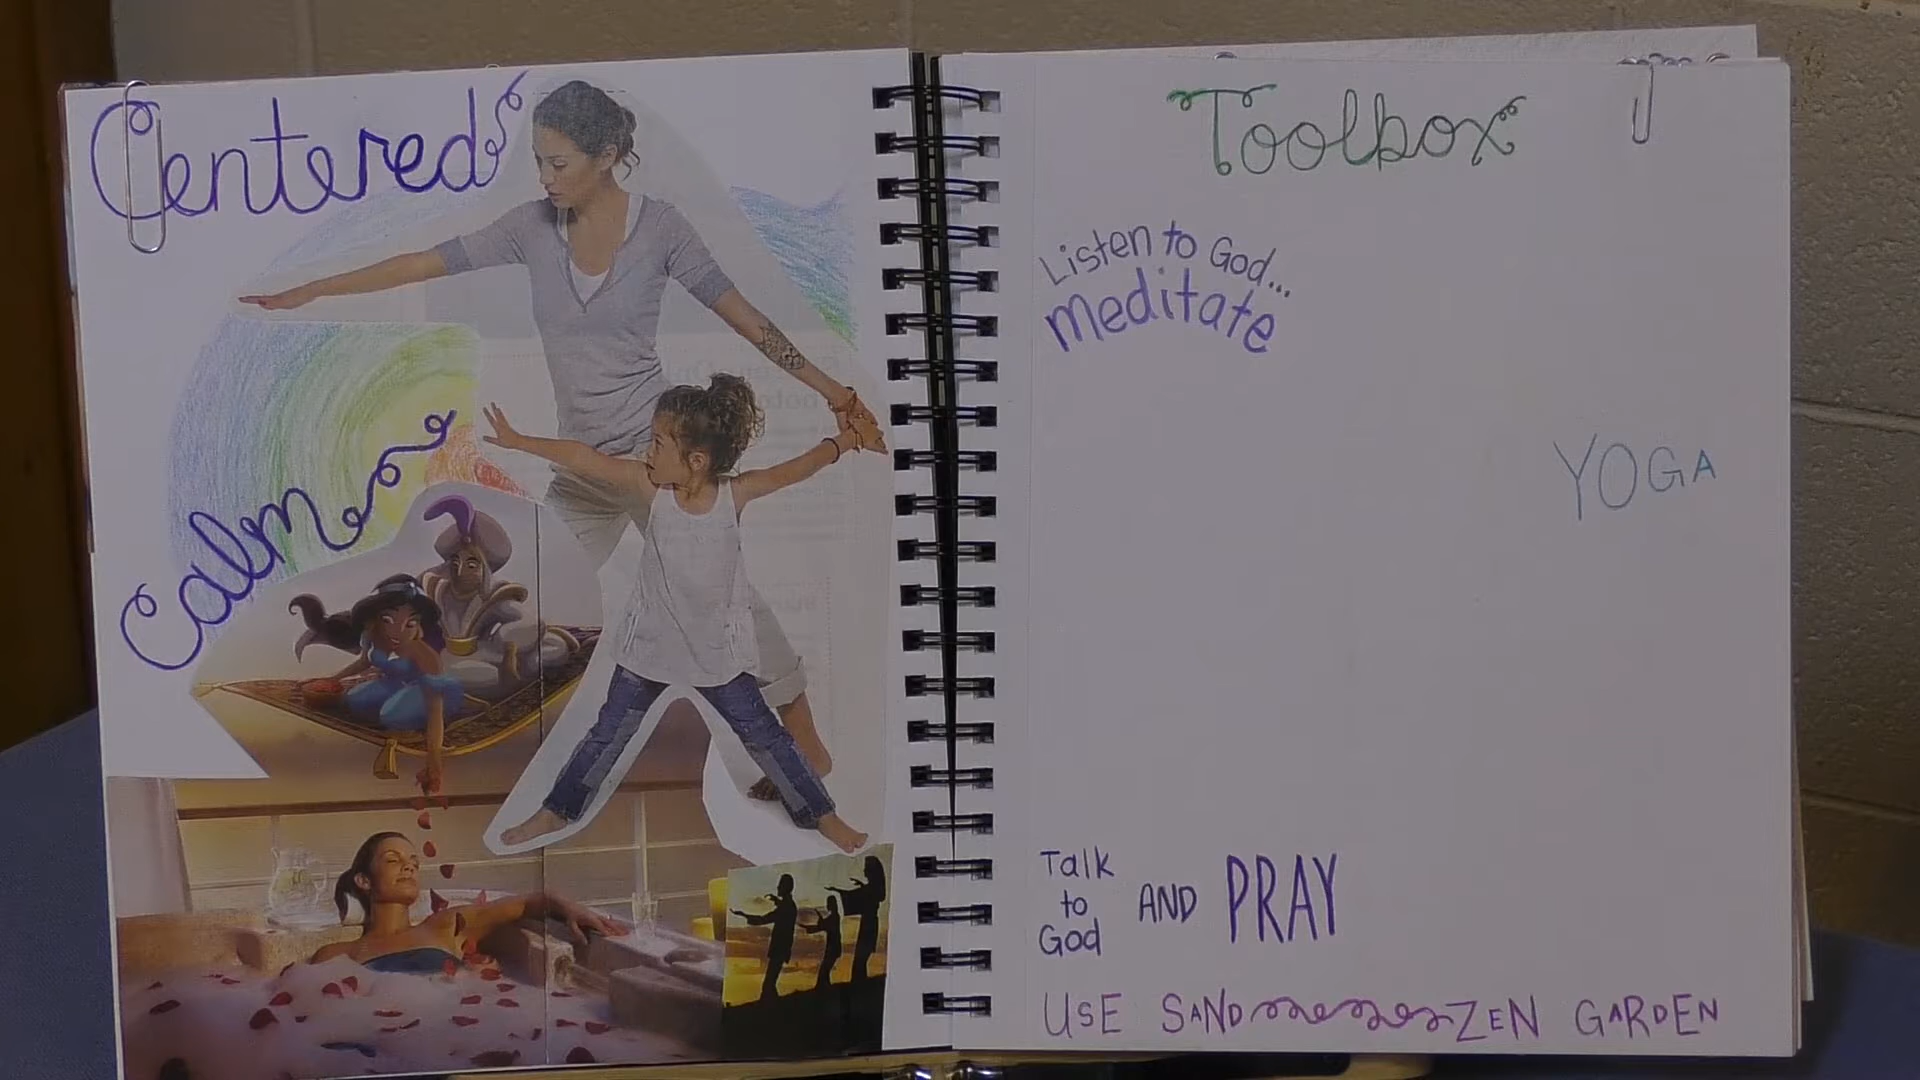 Centered
Calm
Toolbox
Listen to God...
meditate
YOGA
Talk
to
God
AND PRAY
USE SAND ZEN GARDEN